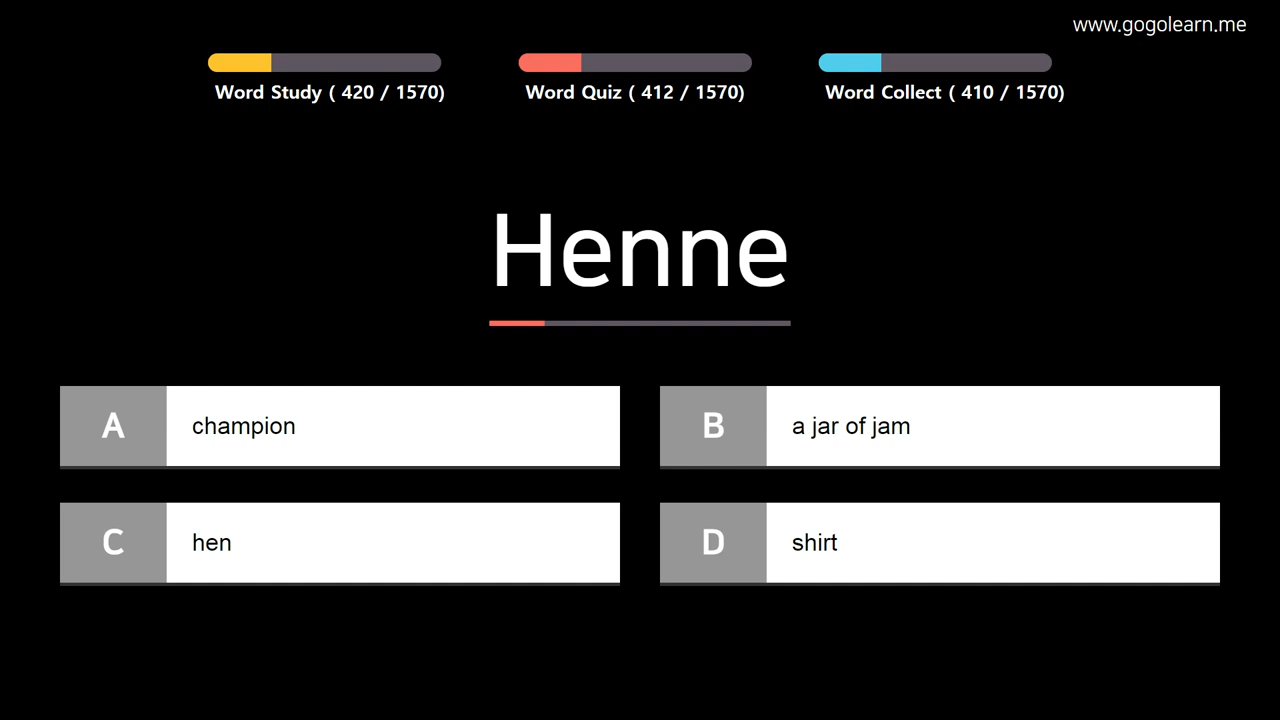 www.gogolearn.me
Word Study ( 420 / 1570)
Word Quiz ( 412 / 1570)
Word Collect ( 410 / 1570)
Henne
A champion
B a jar of jam
C hen
D shirt